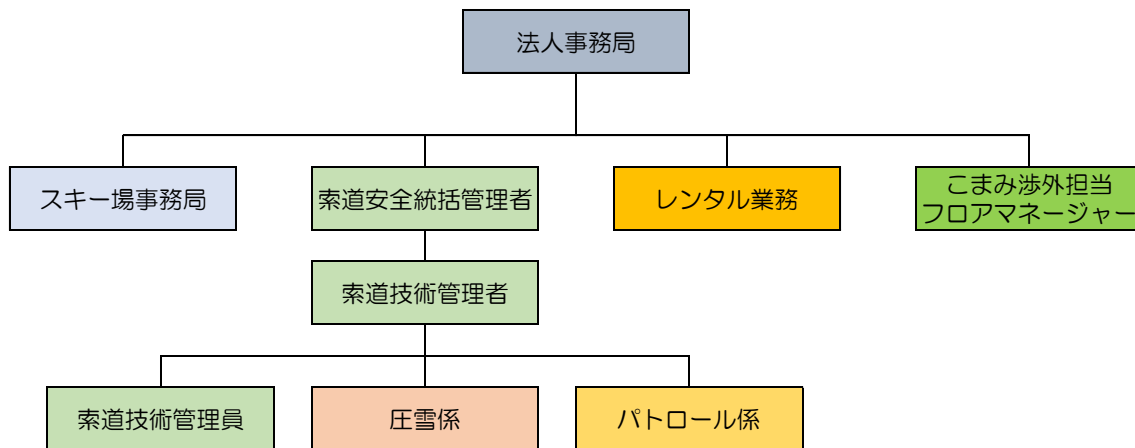 法人事務局
スキー場事務局
索道安全統括管理者
レンタル業務
こまみ渉外担当
フロアマネージャー
索道技術管理者
索道技術管理員
圧雪係
パトロール係